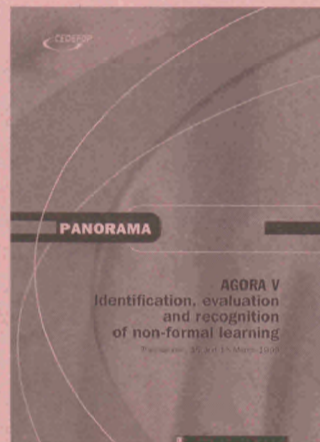 CEDEFOP
PANORAMA
AGORA V
Identification, evaluation
and recognition
of non-formal learning